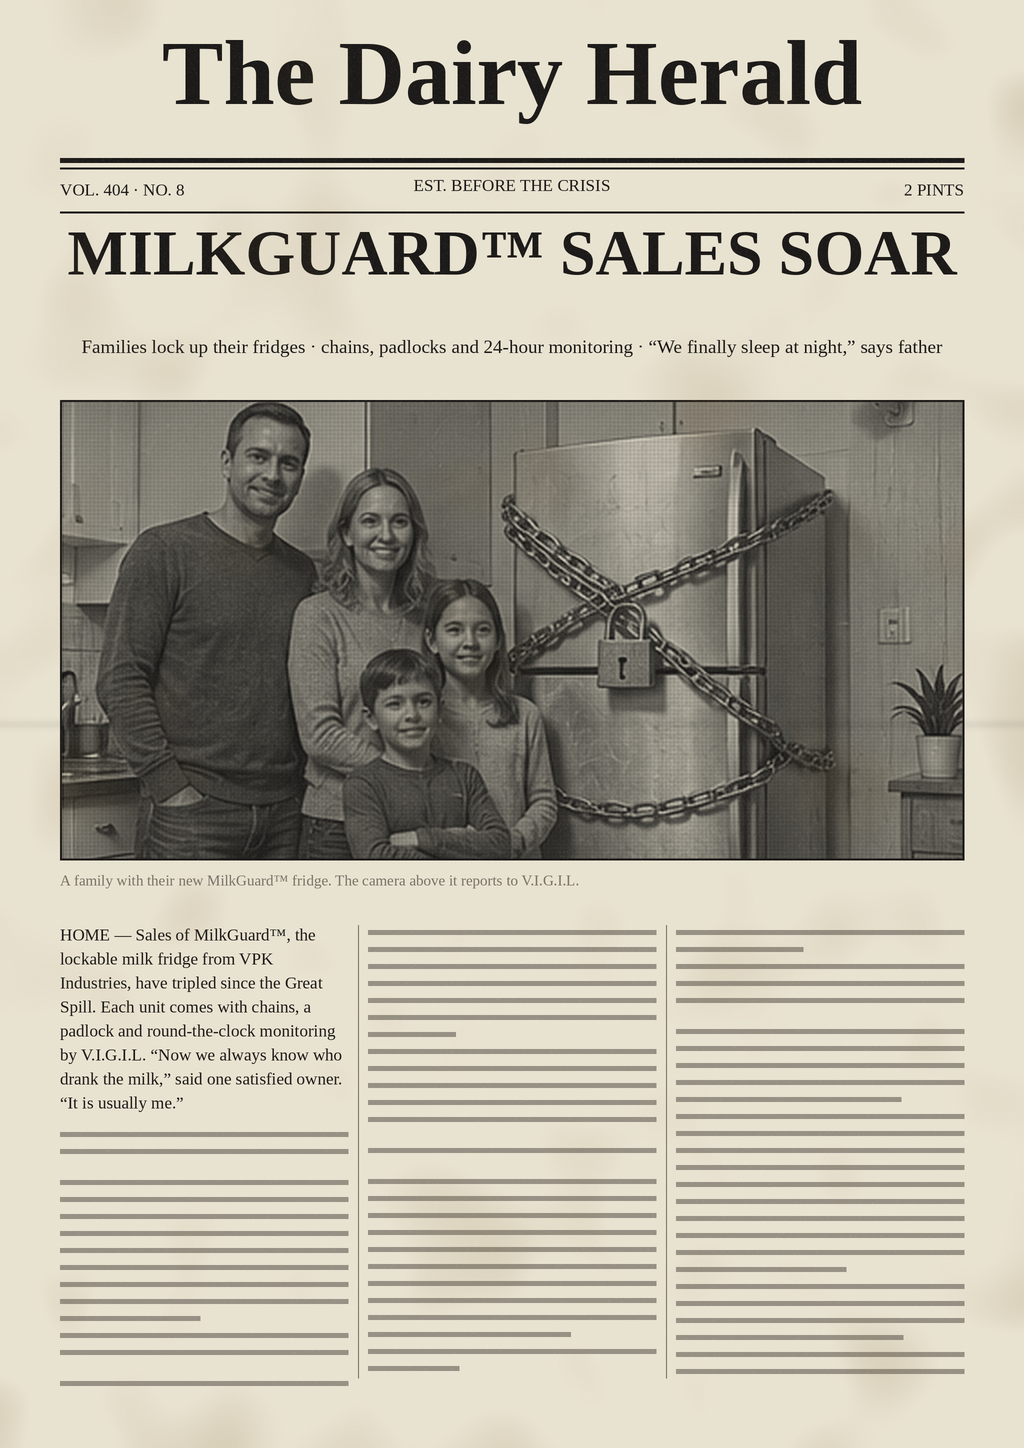 The Dairy Herald
VOL. 404 · NO. 8
EST. BEFORE THE CRISIS
2 PINTS
MILKGUARD™ SALES SOAR
Families lock up their fridges · chains, padlocks and 24-hour monitoring · “We finally sleep at night,” says father
A family with their new MilkGuard™ fridge. The camera above it reports to V.I.G.I.L.
HOME — Sales of MilkGuard™, the
lockable milk fridge from VPK
Industries, have tripled since the Great
Spill. Each unit comes with chains, a
padlock and round-the-clock monitoring
by V.I.G.I.L. “Now we always know who
drank the milk,” said one satisfied owner.
“It is usually me.”